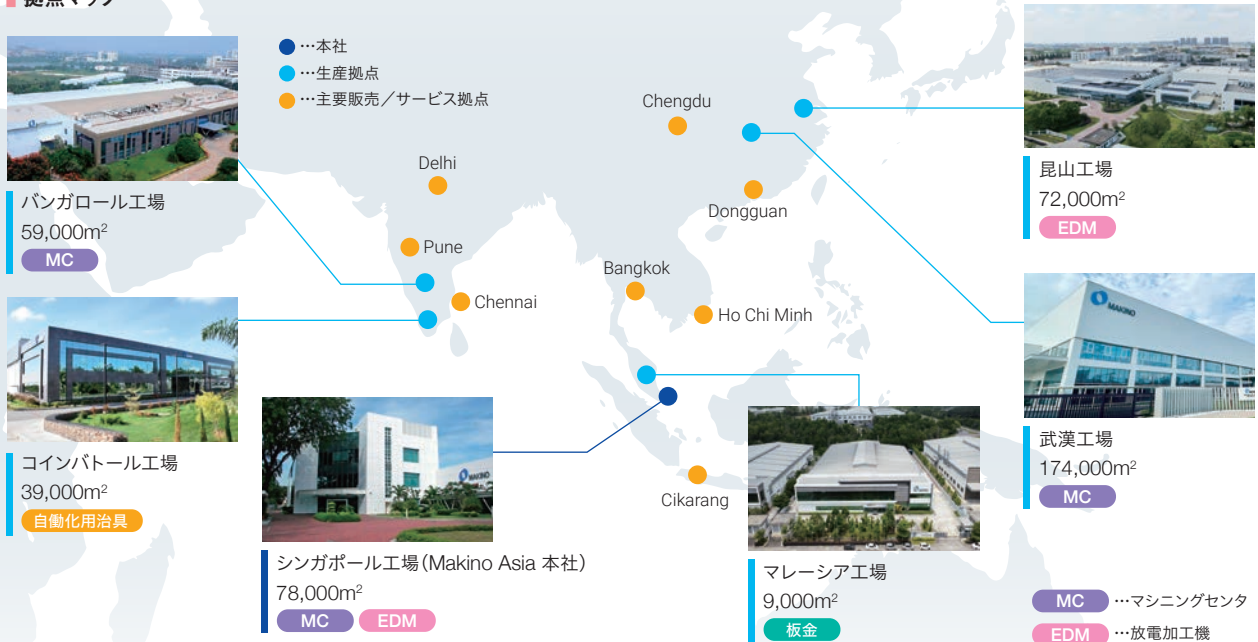 拠点マップ
●…本社
●…生産拠点
●…主要販売／サービス拠点
バンガロール工場
59,000m²
MC
コインバトール工場
39,000m²
自働化用治具
シンガポール工場（Makino Asia 本社）
78,000m²
MC EDM
マレーシア工場
9,000m²
板金
昆山工場
72,000m²
EDM
MAKINO
武漢工場
174,000m²
MC
Chengdu
Delhi
Dongguan
Pune
Bangkok
Chennai
Ho Chi Minh
Cikarang
MAKINO
MC …マシニングセンタ
EDM …放電加工機